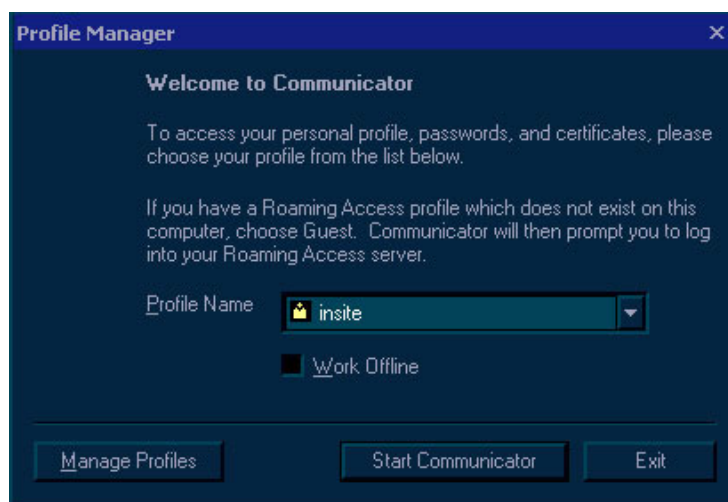 Profile Manager
Welcome to Communicator
To access your personal profile, passwords, and certificates, please
choose your profile from the list below.
If you have a Roaming Access profile which does not exist on this
computer, choose Guest. Communicator will then prompt you to log
into your Roaming Access server.
Profile Name
insite
Work Offline
Manage Profiles
Start Communicator
Exit